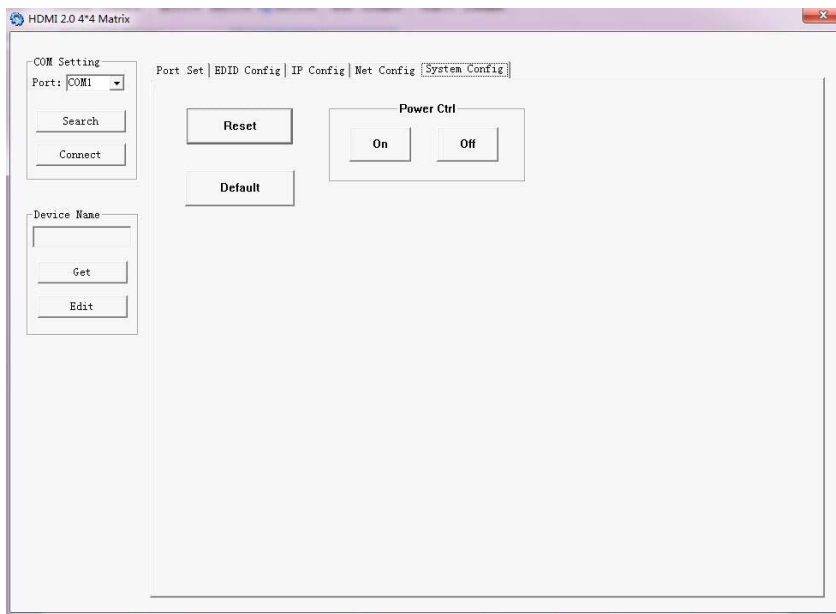 HDMI 2.0 4*4 Matrix
COM Setting
Port: COM1
Search
Connect
Device Name
Get
Edit
Port Set EDID Config IP Config Net Config System Config
Reset
Default
Power Ctrl
On Off